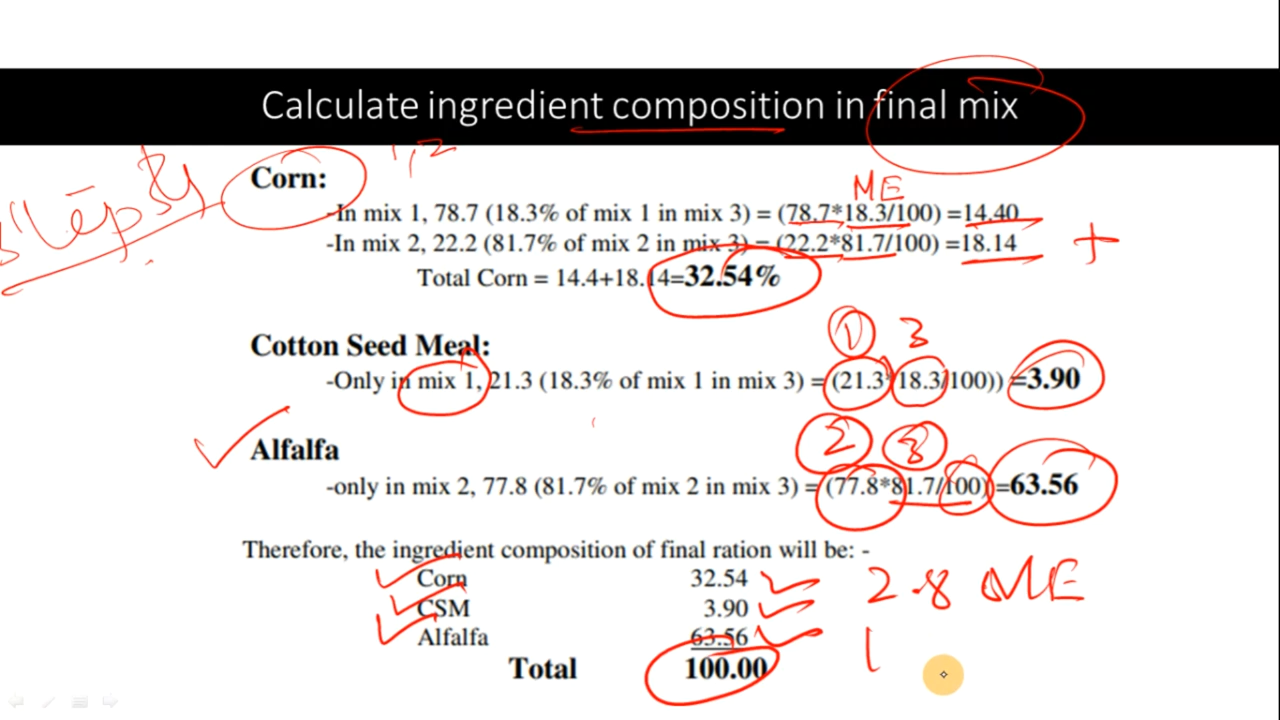 Calculate ingredient composition in final mix
1,2
Corn:
ME
-In mix 1, 78.7 (18.3% of mix 1 in mix 3) = (78.7*18.3/100) =14.40
-In mix 2, 22.2 (81.7% of mix 2 in mix 3) = (22.2*81.7/100) =18.14
+
Total Corn = 14.4+18.14=32.54%
1 3
Cotton Seed Meal:
-Only in mix 1, 21.3 (18.3% of mix 1 in mix 3) = (21.3*18.3/100)) =3.90
2 3
Alfalfa
-only in mix 2, 77.8 (81.7% of mix 2 in mix 3) = (77.8*81.7/100) =63.56
Therefore, the ingredient composition of final ration will be: -
Corn 32.54 2.8 ME
CSM 3.90
Alfalfa 63.56
Total 100.00